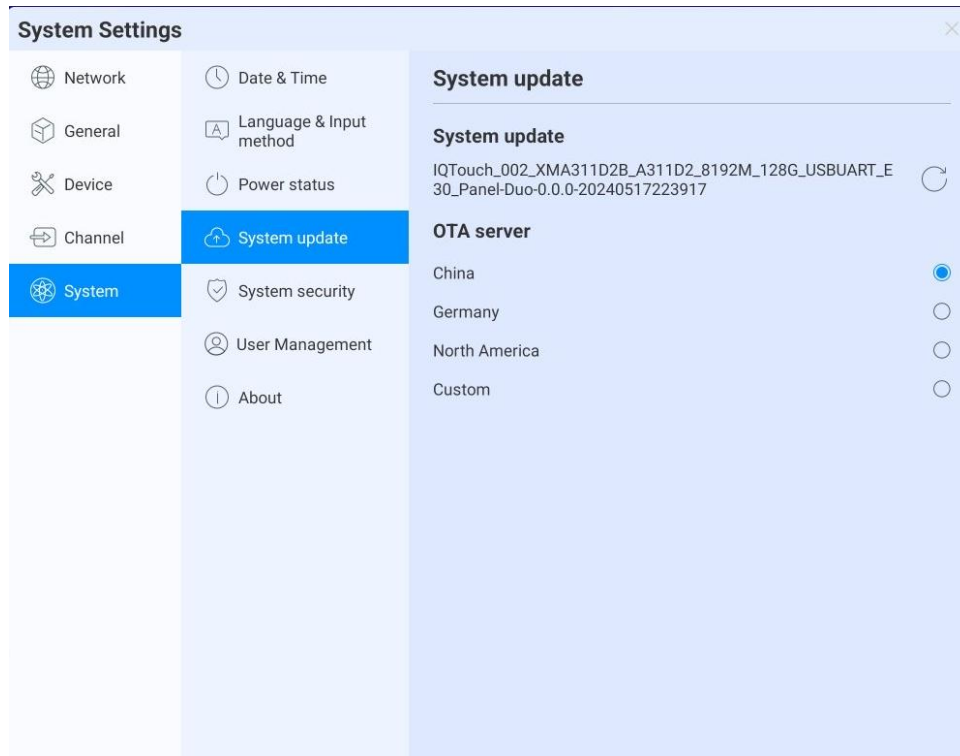 System Settings
Network
General
Device
Channel
System
Date & Time
Language & Input
method
Power status
System update
System security
User Management
About
System update
System update
IQTouch_002_XMA311D2B_A311D2_8192M_128G_USBUART_E
30_Panel-Duo-0.0.0-20240517223917
OTA server
China
Germany
North America
Custom